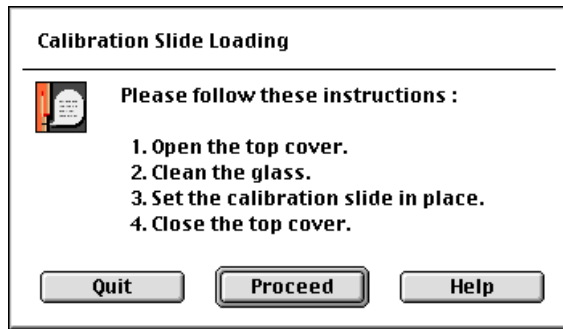 Calibration Slide Loading
Please follow these instructions :
1. Open the top cover.
2. Clean the glass.
3. Set the calibration slide in place.
4. Close the top cover.
Quit Proceed Help